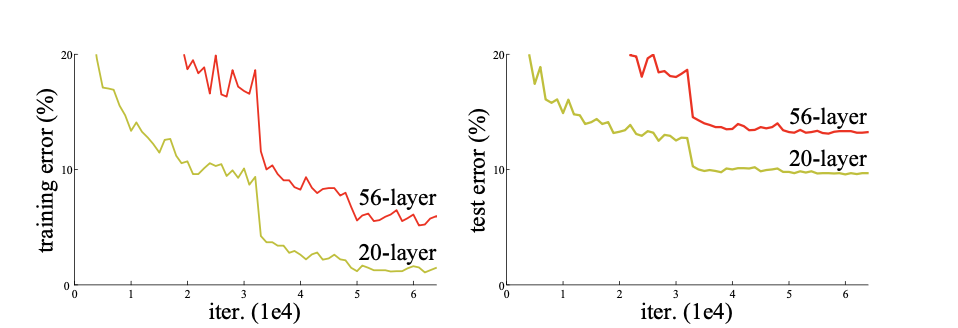 20
10
0
training error (%)
56-layer
20-layer
0 1 2 3 4 5 6
iter. (1e4)
20
10
test error (%)
56-layer
20-layer
0
0 1 2 3 4 5 6
iter. (1e4)